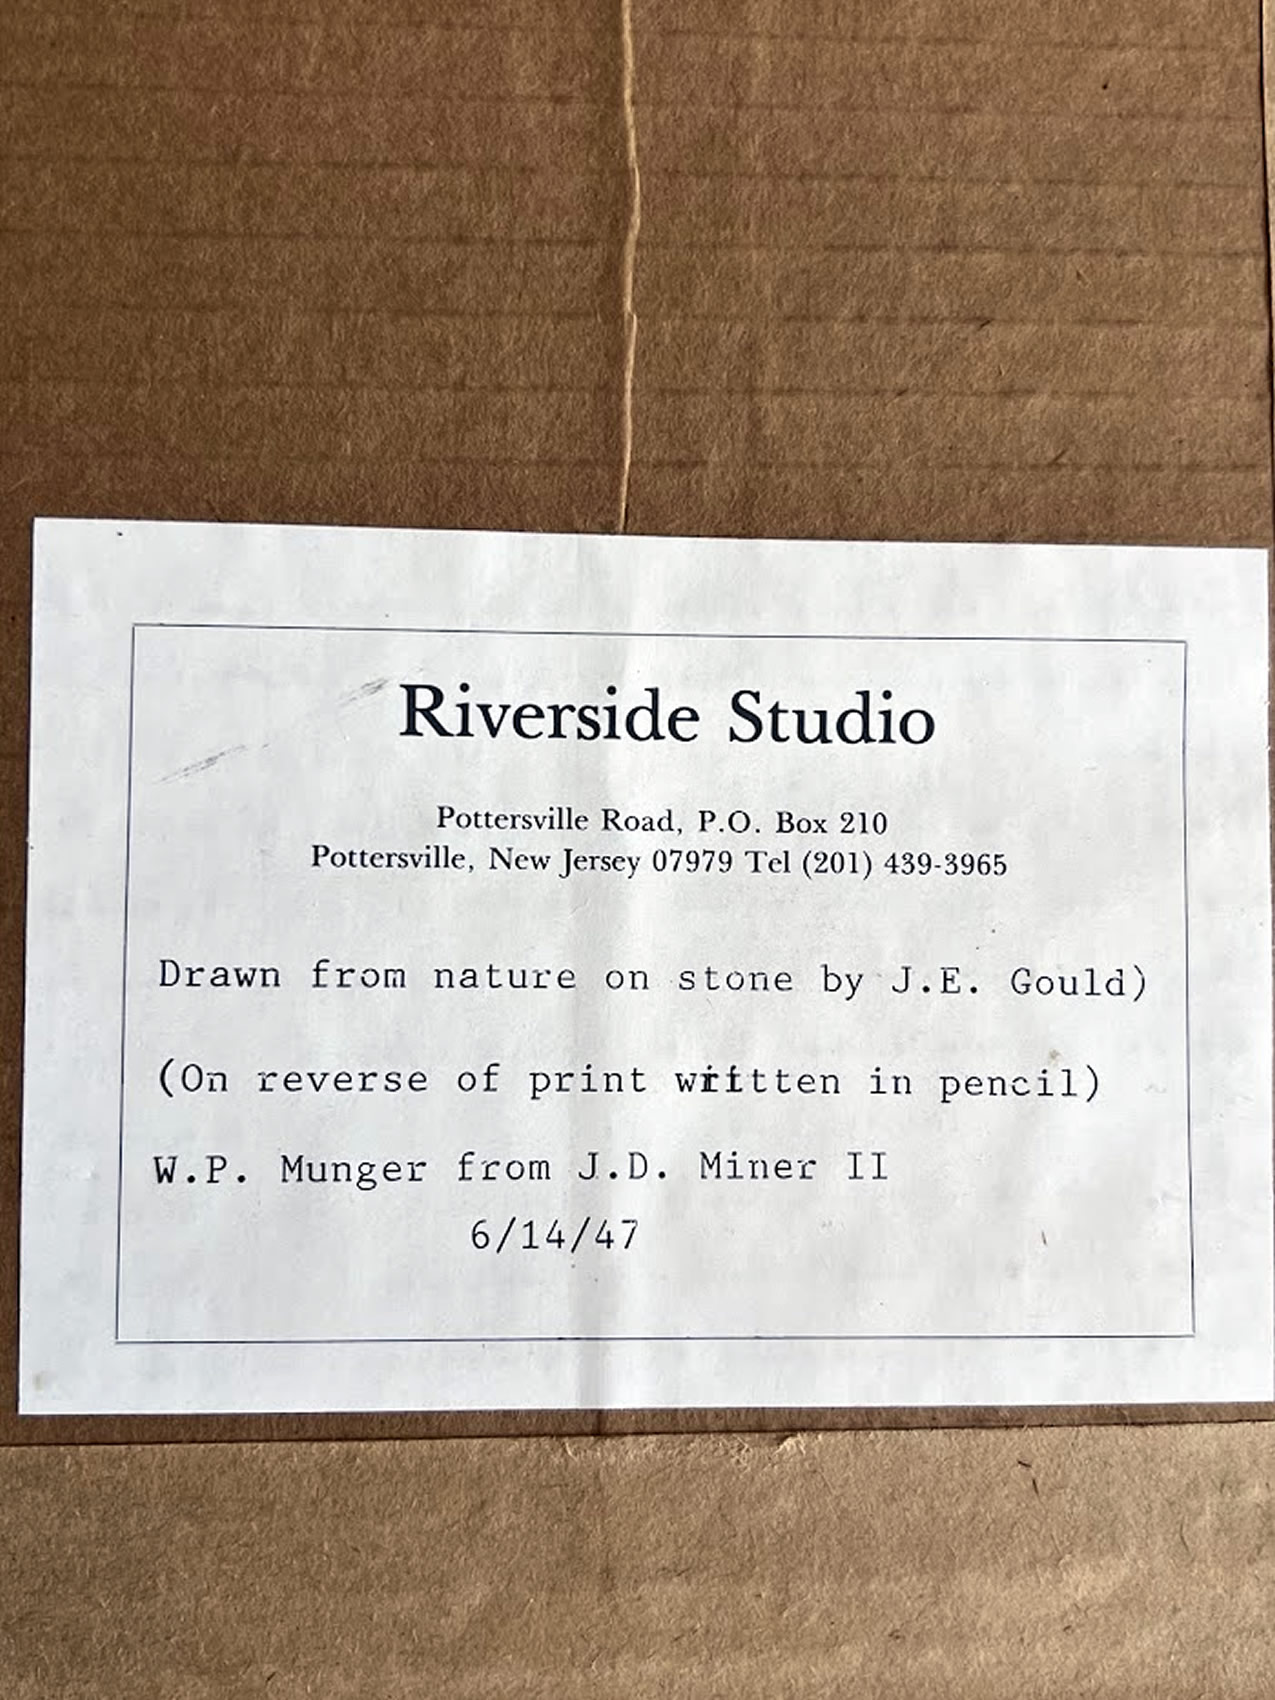 Riverside Studio
Pottersville Road, P.O. Box 210
Pottersville, New Jersey 07979 Tel (201) 439-3965
Drawn from nature on stone by J.E. Gould)
(On reverse of print written in pencil)
W.P. Munger from J.D. Miner II
6/14/47